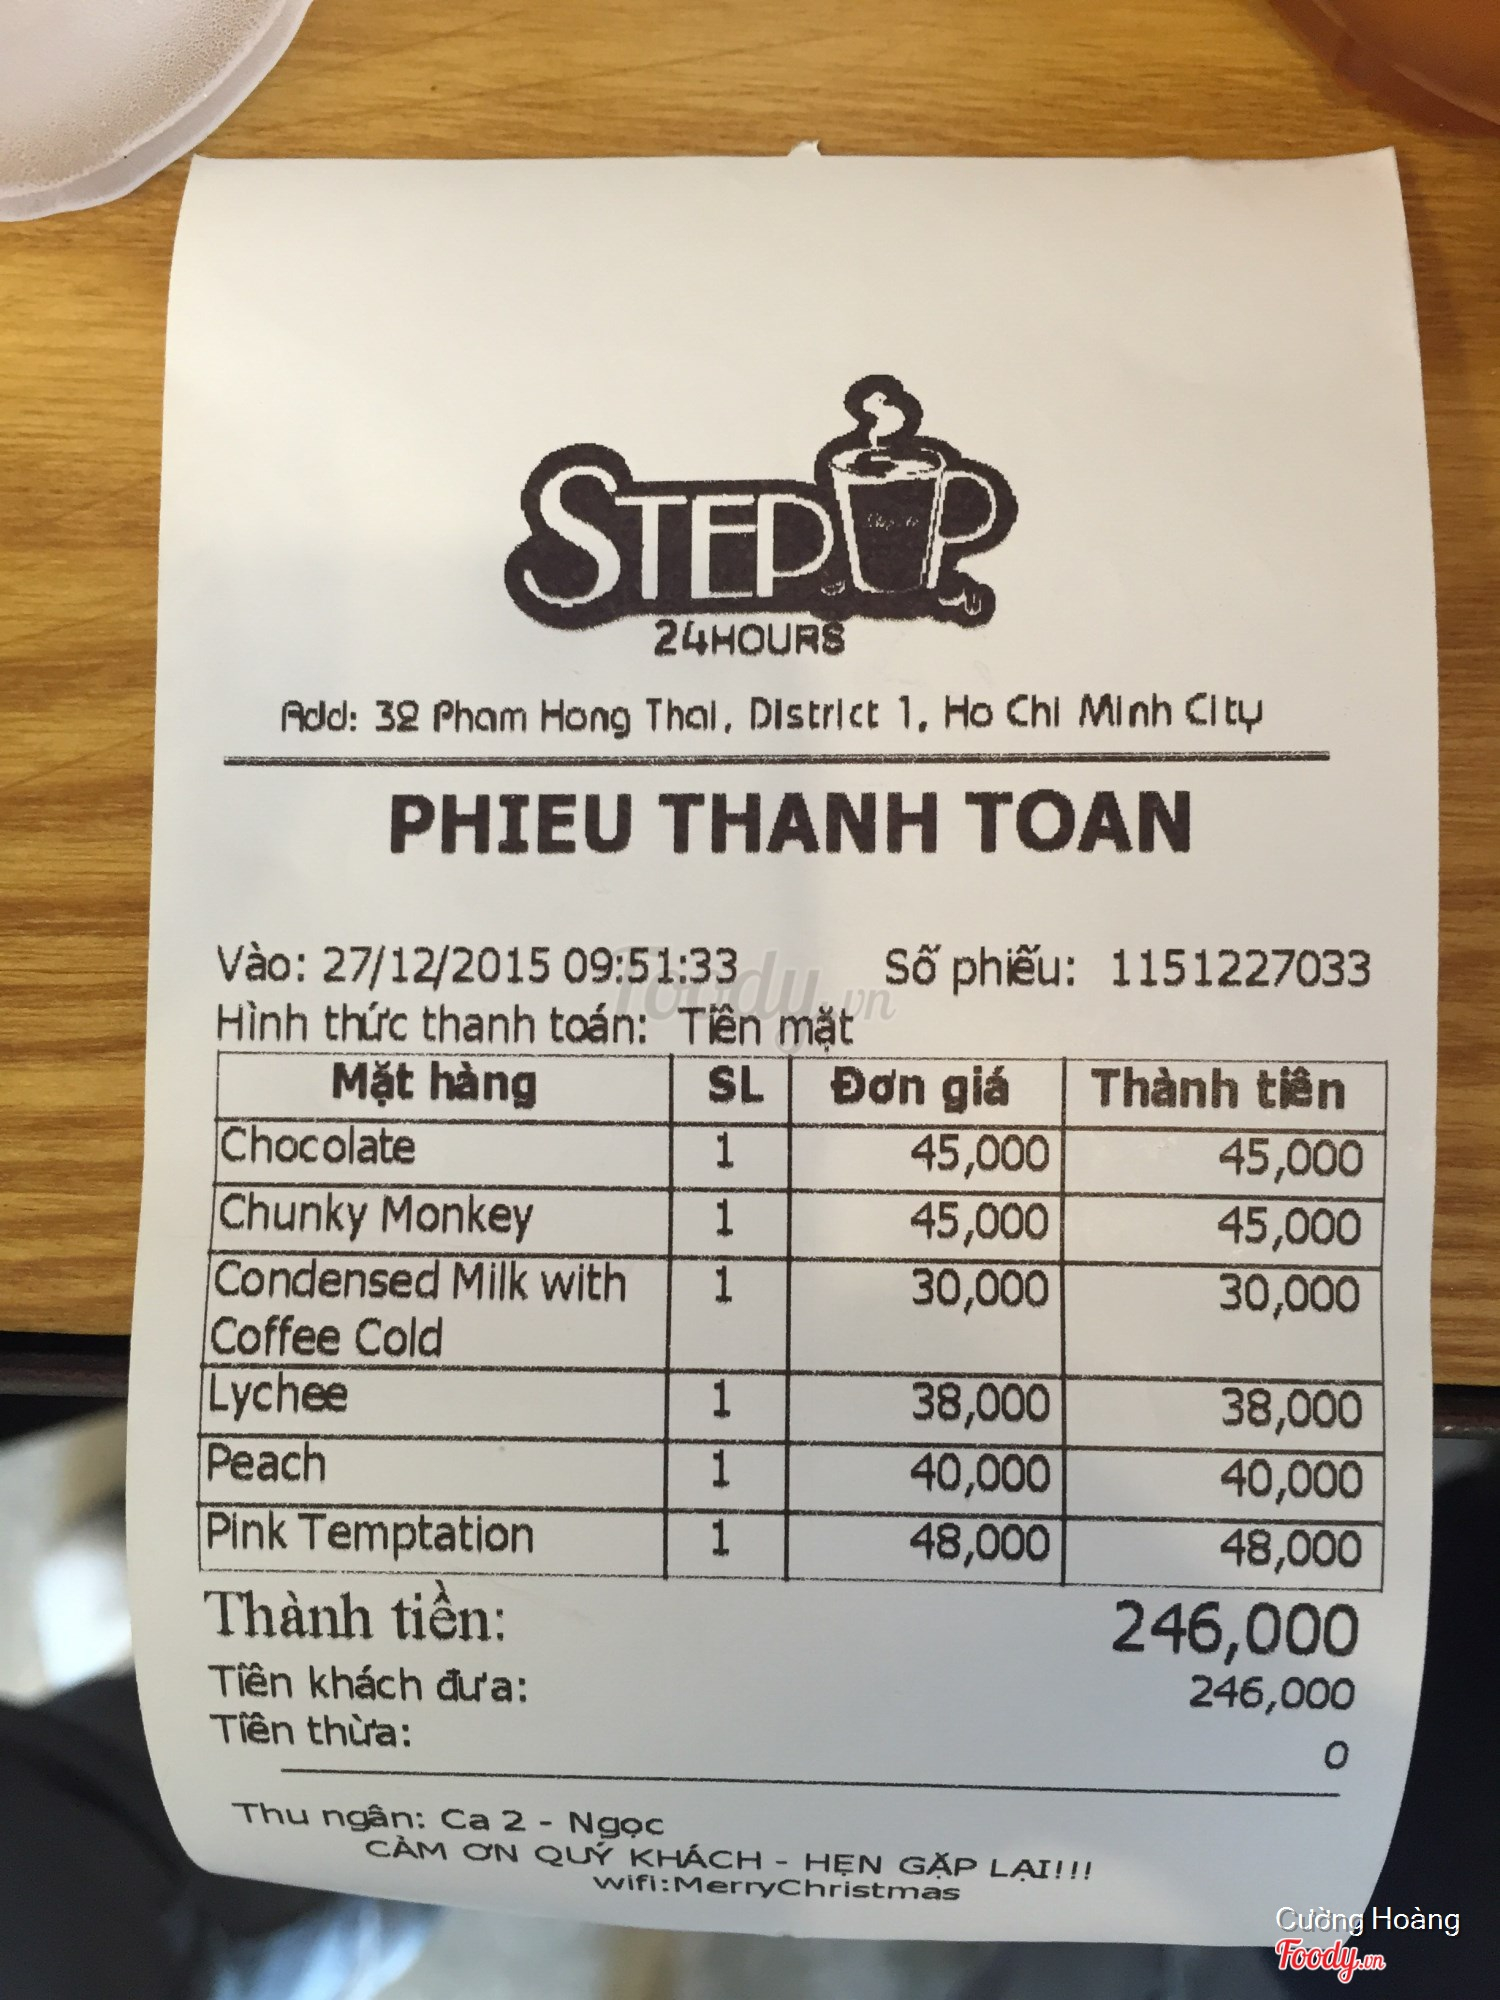 STEP UP
24HOURS
Add: 32 Pham Hong Thai, District 1, Ho Chi Minh City
PHIEU THANH TOAN
Vào: 27/12/2015 09:51:33 Số phiếu: 1151227033
Foody.vn
Hình thức thanh toán: Tiền mặt
Mặt hàng SL Đơn giá Thành tiền
Chocolate 1 45,000 45,000
Chunky Monkey 1 45,000 45,000
Condensed Milk with 1 30,000 30,000
Coffee Cold
Lychee 1 38,000 38,000
Peach 1 40,000 40,000
Pink Temptation 1 48,000 48,000
Thành tiền: 246,000
Tiền khách đưa: 246,000
Tiền thừa: 0
Thu ngân: Ca 2 - Ngọc
CẢM ƠN QUÝ KHÁCH - HẸN GẶP LẠI!!!
wifi:MerryChristmas
Cường Hoàng
Foody.vn